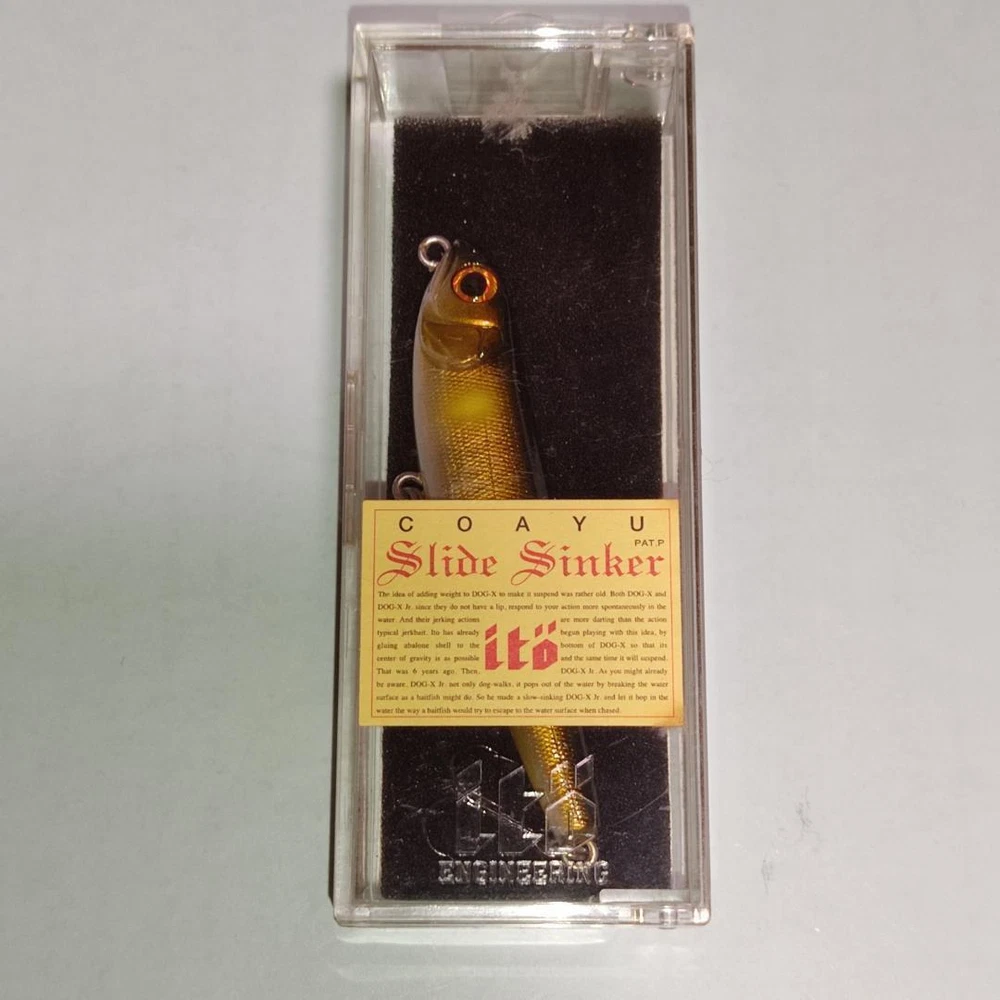 COAYU
PAT.P
Slide Sinker
The idea of adding weight to DOG-X to make it suspend was rather old. Both DOG-X and
DOG-X Jr. since they do not have a lip, respond to your action more spontaneously in the
water. And their jerking actions are more darting than the action
typical jerkbait. Ito has already begun playing with this idea, by
gluing abalone shell to the bottom of DOG-X so that its
center of gravity is as possible and the same time it will suspend.
That was 6 years ago. Then, DOG-X Jr. As you might already
be aware, DOG-X Jr. not only dog-walks, it pops out of the water by breaking the water
surface as a baitfish might do. So he made a slow-sinking DOG-X Jr. and let it hop in the
water the way a baitfish would try to escape to the water surface when chased.
itö
itö
ENGINEERING